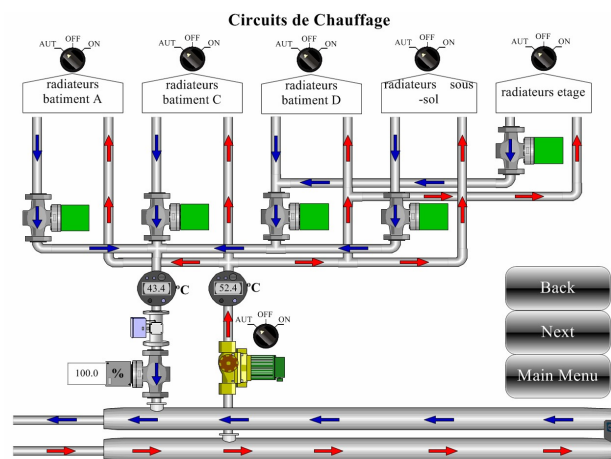 Circuits de Chauffage
AUT OFF ON
AUT OFF ON
AUT OFF ON
AUT OFF ON
AUT OFF ON
radiateurs
batiment A
radiateurs
batiment C
radiateurs
batiment D
radiateurs sous
-sol
radiateurs etage
43.4 °C
52.4 °C
AUT OFF ON
100.0 %
Back
Next
Main Menu